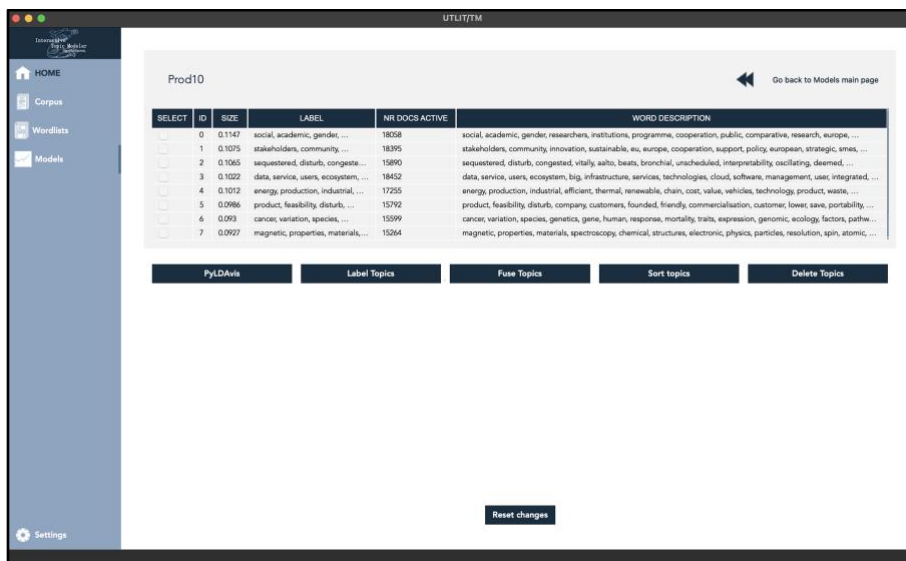 UTLIT/TM
Interactive
Topic Modeler
HOME
Corpus
Wordlists
Models
Settings
Prod10
Go back to Models main page
SELECT ID SIZE LABEL NR DOCS ACTIVE WORD DESCRIPTION
0 0.1147 social, academic, gender, ... 18058 social, academic, gender, researchers, institutions, programme, cooperation, public, comparative, research, europe, ...
1 0.1075 stakeholders, community, ... 18395 stakeholders, community, innovation, sustainable, eu, europe, cooperation, support, policy, european, strategic, smes, ...
2 0.1065 sequestered, disturb, congeste... 15890 sequestered, disturb, congested, vitally, aalto, beats, bronchial, unscheduled, interpretability, oscillating, deemed, ...
3 0.1022 data, service, users, ecosystem, ... 18452 data, service, users, ecosystem, big, infrastructure, services, technologies, cloud, software, management, user, integrated, ...
4 0.1012 energy, production, industrial, ... 17255 energy, production, industrial, efficient, thermal, renewable, chain, cost, value, vehicles, technology, product, waste, ...
5 0.0986 product, feasibility, disturb, ... 15792 product, feasibility, disturb, company, customers, founded, friendly, commercialisation, customer, lower, save, portability, ...
6 0.093 cancer, variation, species, ... 15599 cancer, variation, species, genetics, gene, human, response, mortality, traits, expression, genomic, ecology, factors, pathw...
7 0.0927 magnetic, properties, materials, ... 15264 magnetic, properties, materials, spectroscopy, chemical, structures, electronic, physics, particles, resolution, spin, atomic, ...
PyLDAvis Label Topics Fuse Topics Sort topics Delete Topics
Reset changes